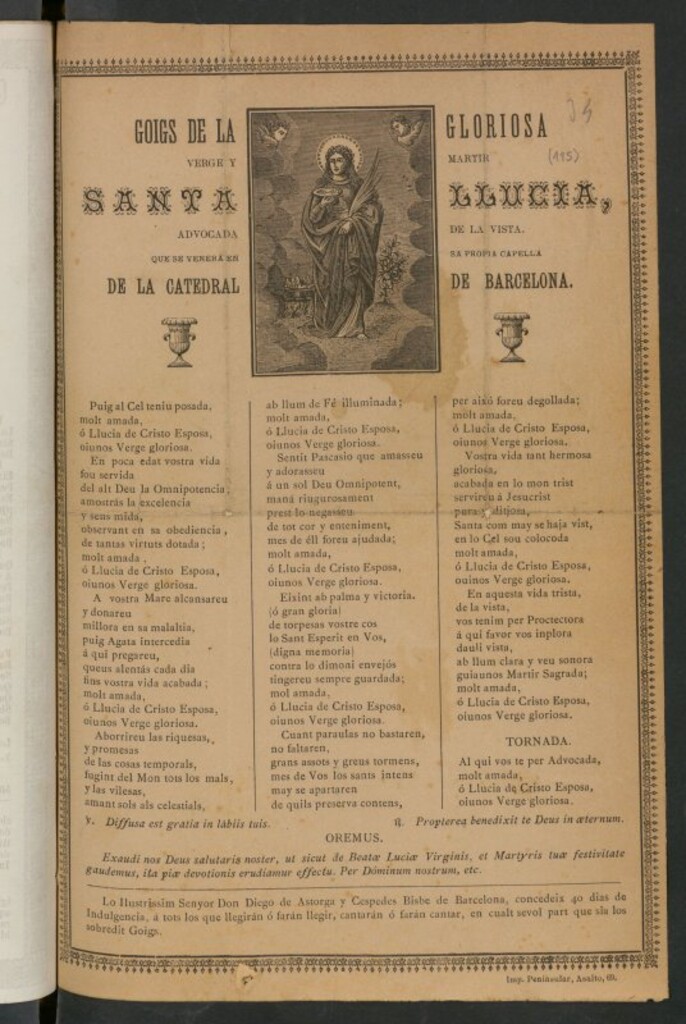 GOIGS DE LA GLORIOSA
VERGE Y MARTIR
SANTA LLUCIA,
ADVOCADA DE LA VISTA.
QUE SE VENERA EN SA PROPIA CAPELLA
DE LA CATEDRAL DE BARCELONA.
(115)
Puig al Cel teniu posada,
molt amada,
ó Llucia de Cristo Esposa,
oiunos Verge gloriosa.
En poca edat vostra vida
fou servida
del alt Deu la Omnipotencia;
amostrás la excelencia
y sens mida,
observant en sa obediencia,
de tantas virtuts dotada;
molt amada,
ó Llucia de Cristo Esposa,
oiunos Verge gloriosa.
A vostra Mare alcansareu
y donareu
millora en sa malaltia,
puig Agata intercedia
á qui pregareu,
queus alentás cada dia
fins vostra vida acabada;
molt amada,
ó Llucia de Cristo Esposa,
oiunos Verge gloriosa.
Aborrireu las riquesas,
y promesas
de las cosas temporals,
fugint del Mon tots los mals,
y las vilesas,
amant sols als celestials,
ab llum de Fé illuminada;
molt amada,
ó Llucia de Cristo Esposa,
oiunos Verge gloriosa.
Sentit Pascasio que amasseu
y adorasseu
á un sol Deu Omnipotent,
maná riugurosament
prest lo negasseu
de tot cor y enteniment,
mes de éll foreu ajudada;
molt amada,
ó Llucia de Cristo Esposa,
oiunos Verge gloriosa.
Eisint ab palma y victoria.
(ó gran gloria)
de torpesas vostre cos
lo Sant Esperit en Vos,
(digna memoria)
contra lo dimoni envejós
tingereu sempre guardada;
mol amada,
ó Llucia de Cristo Esposa,
oiunos Verge gloriosa.
Cuant paraulas no bastaren,
no faltaren,
grans assots y greus tormens,
mes de Vos los sants intens
may se apartaren
de quils preserva contens,
per aixó foreu degollada;
molt amada,
ó Llucia de Cristo Esposa,
oiunos Verge gloriosa.
Vostra vida tant hermosa
gloriosa,
acabada en lo mon trist
servireu á Jesucrist
pura y ditjosa,
Santa com may se haja vist,
en lo Cel sou colocoda
molt amada,
ó Llucia de Cristo Esposa,
ouinos Verge gloriosa.
En aquesta vida trista,
de la vista,
vos tenim per Proctectora
á qui favor vos inplora
dauli vista,
ab llum clara y veu sonora
guiaunos Martir Sagrada;
molt amada,
ó Llucia de Cristo Esposa,
oiunos Verge gloriosa.
TORNADA.
Al qui vos te per Advocada,
molt amada,
ó Llucia de Cristo Esposa,
oiunos Verge gloriosa.
℣. Diffusa est gratia in lábiis tuis. ℟. Propterea benedixit te Deus in æternum.
OREMUS.
Exaudi nos Deus salutaris noster, ut sicut de Beatæ Luciæ Virginis, et Martyris tuæ festivitate
gaudemus, ita piæ devotionis erudiamur effectu. Per Dóminum nostrum, etc.
Lo Ilustrissim Senyor Don Diego de Astorga y Cespedes Bisbe de Barcelona, concedeix 40 dias de
Indulgencia, á tots los que llegirán ó farán llegir, cantarán ó farán cantar, en cualt sevol part que sia los
sobredit Goigs.
Imp. Peninsular, Asalto, 69.